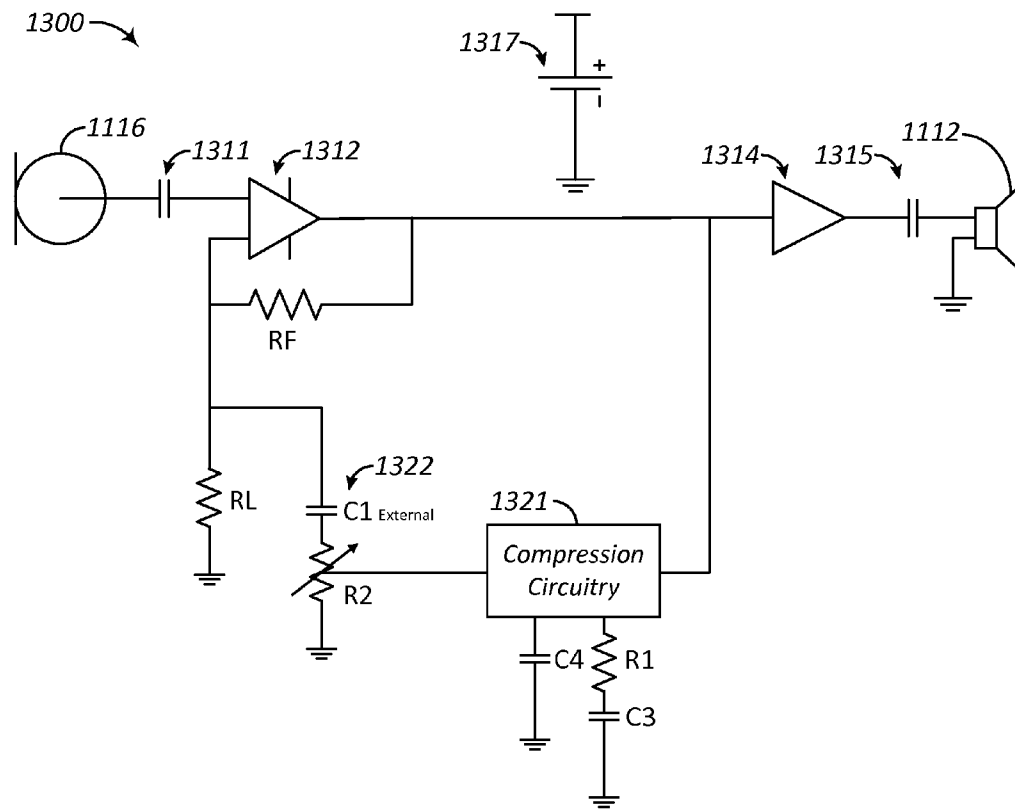 1300
1317
+
–
1116
1311
1312
1314
1315
1112
RF
1322
RL
C1 External
R2
1321
Compression
Circuitry
C4
R1
C3